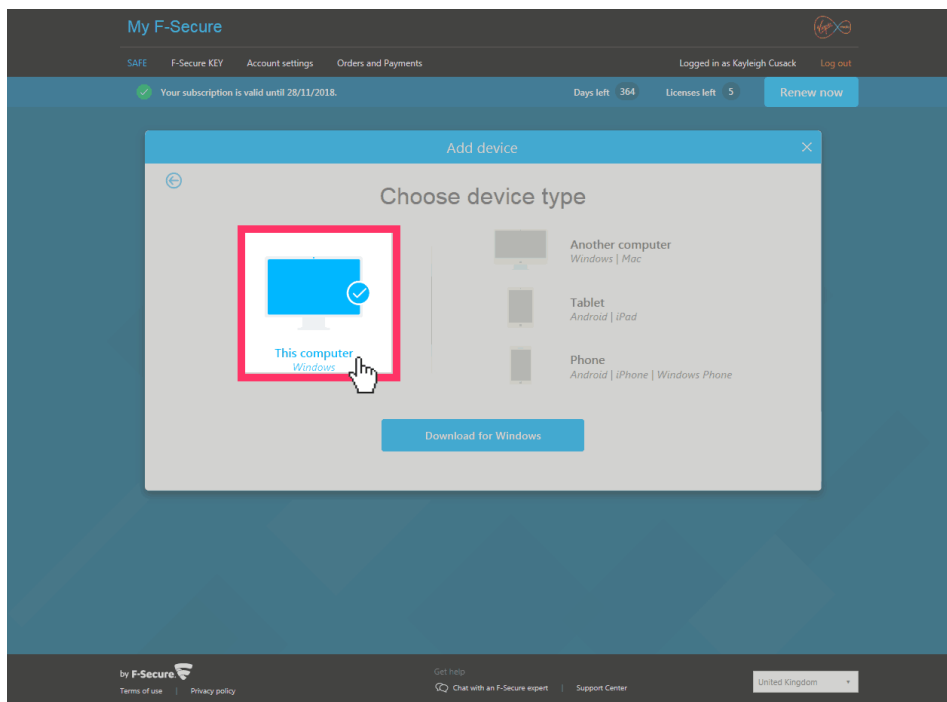 My F-Secure
SAFE F-Secure KEY Account settings Orders and Payments Logged in as Kayleigh Cusack Log out
Your subscription is valid until 28/11/2018. Days left 364 Licenses left 5 Renew now
Add device
Choose device type
This computer
Windows
Another computer
Windows | Mac
Tablet
Android | iPad
Phone
Android | iPhone | Windows Phone
Download for Windows
by F-Secure.
Terms of use | Privacy policy
Get help
Chat with an F-Secure expert | Support Center
United Kingdom